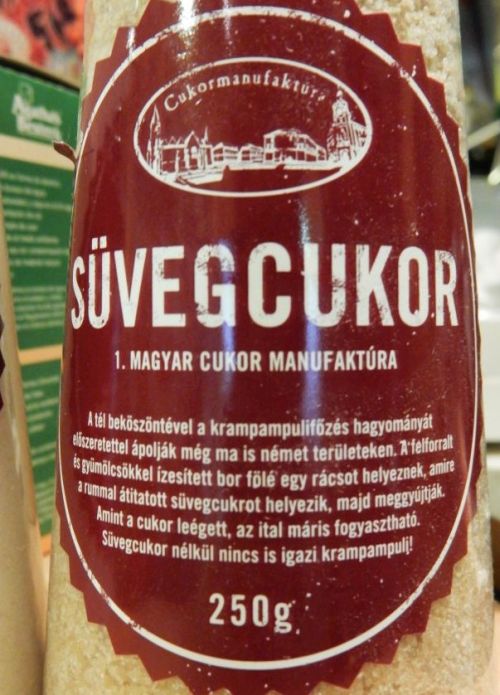 Cukormanufaktúra
SÜVEGCUKOR
1. MAGYAR CUKOR MANUFAKTÚRA
A tél beköszöntével a krampampulifőzés hagyományát
előszeretettel ápolják még ma is német területeken. A felforralt
és gyümölcsökkel ízesített bor fölé egy rácsot helyeznek, amire
a rummal átitatott süvegcukrot helyezik, majd meggyújtják.
Amint a cukor leégett, az ital máris fogyasztható.
Süvegcukor nélkül nincs is igazi krampampulj!
250g